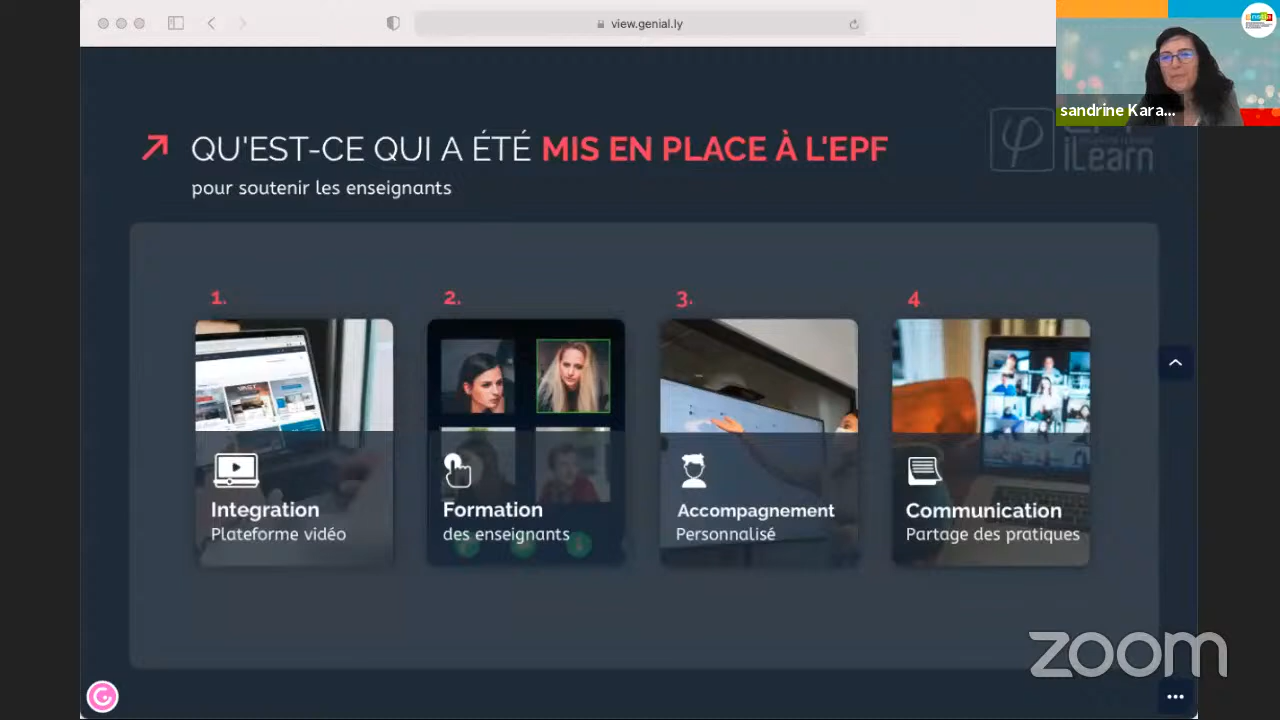 view.genial.ly
sandrine Kara...
QU'EST-CE QUI A ÉTÉ MIS EN PLACE À L'EPF
pour soutenir les enseignants
iLearn
1.
2.
3.
4
Integration
Plateforme vidéo
Formation
des enseignants
Accompagnement
Personnalisé
Communication
Partage des pratiques
zoom